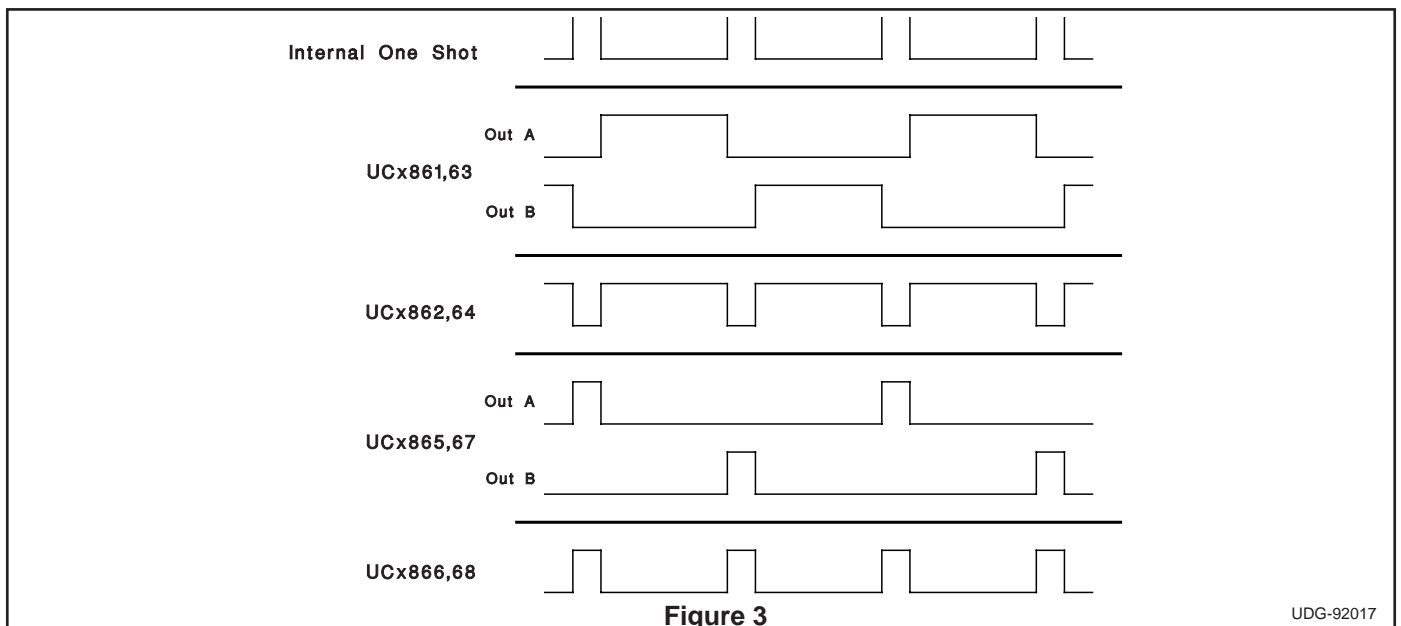 Internal One Shot
Out A
UCx861,63
Out B
UCx862,64
Out A
UCx865,67
Out B
UCx866,68
Figure 3
UDG-92017